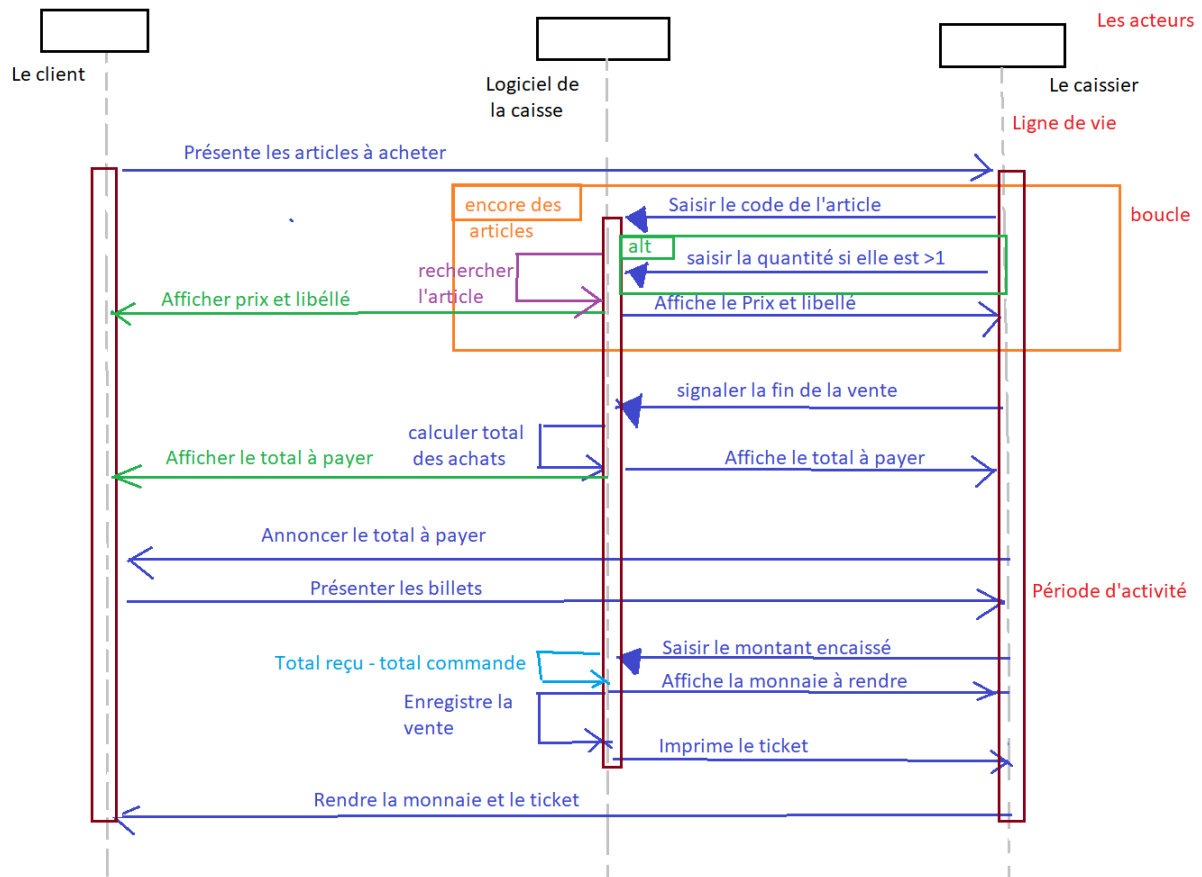 Les acteurs
Le client
Logiciel de
la caisse
Le caissier
Ligne de vie
Présente les articles à acheter
encore des
articles
Saisir le code de l'article
boucle
alt
saisir la quantité si elle est >1
rechercher
l'article
Afficher prix et libéllé
Affiche le Prix et libellé
signaler la fin de la vente
calculer total
des achats
Afficher le total à payer
Affiche le total à payer
Annoncer le total à payer
Présenter les billets
Période d'activité
Saisir le montant encaissé
Total reçu - total commande
Affiche la monnaie à rendre
Enregistre la
vente
Imprime le ticket
Rendre la monnaie et le ticket